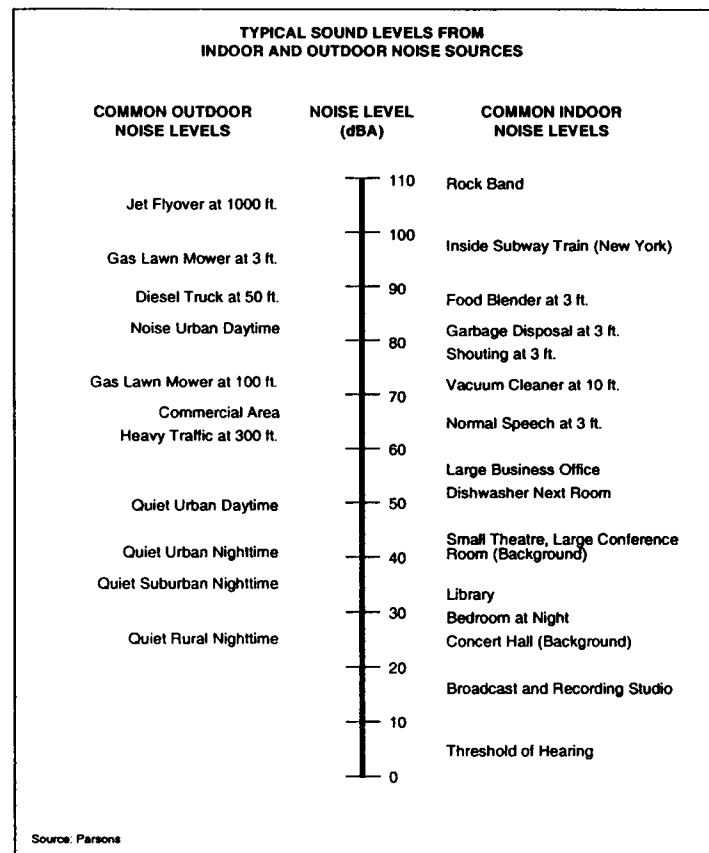 TYPICAL SOUND LEVELS FROM
INDOOR AND OUTDOOR NOISE SOURCES
COMMON OUTDOOR
NOISE LEVELS
NOISE LEVEL
(dBA)
COMMON INDOOR
NOISE LEVELS
110
Rock Band
Jet Flyover at 1000 ft.
100
Inside Subway Train (New York)
Gas Lawn Mower at 3 ft.
90
Diesel Truck at 50 ft.
Food Blender at 3 ft.
Noise Urban Daytime
Garbage Disposal at 3 ft.
80
Shouting at 3 ft.
Gas Lawn Mower at 100 ft.
Vacuum Cleaner at 10 ft.
70
Commercial Area
Normal Speech at 3 ft.
Heavy Traffic at 300 ft.
60
Large Business Office
Dishwasher Next Room
50
Quiet Urban Daytime
Small Theatre, Large Conference
Room (Background)
Quiet Urban Nighttime
40
Quiet Suburban Nighttime
Library
30
Bedroom at Night
Quiet Rural Nighttime
Concert Hall (Background)
20
Broadcast and Recording Studio
10
Threshold of Hearing
0
Source: Parsons